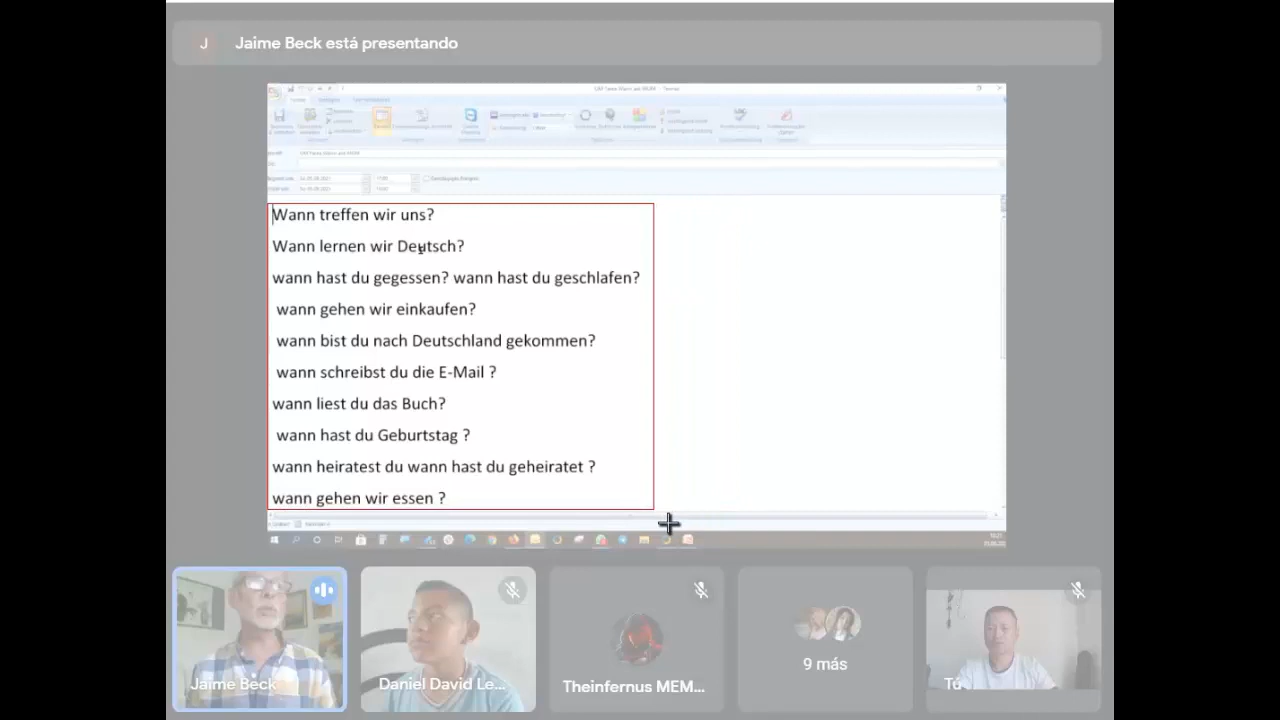 J
Jaime Beck está presentando
Wann treffen wir uns?
Wann lernen wir Deutsch?
wann hast du gegessen? wann hast du geschlafen?
wann gehen wir einkaufen?
wann bist du nach Deutschland gekommen?
wann schreibst du die E-Mail ?
wann liest du das Buch?
wann hast du Geburtstag ?
wann heiratest du wann hast du geheiratet ?
wann gehen wir essen ?
Jaime Beck
Daniel David Le...
Theinfernus MEM...
9 más
Tú